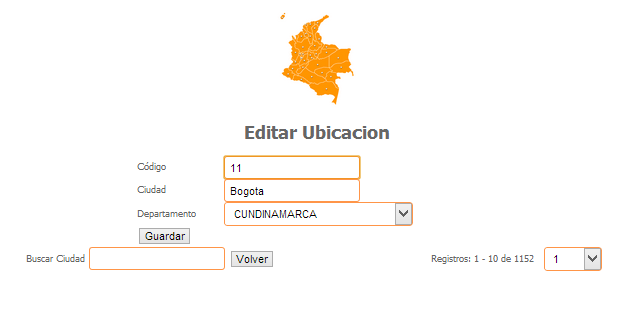 Editar Ubicacion
Código 11
Ciudad Bogota
Departamento CUNDINAMARCA
Guardar
Buscar Ciudad Volver Registros: 1 - 10 de 1152 1